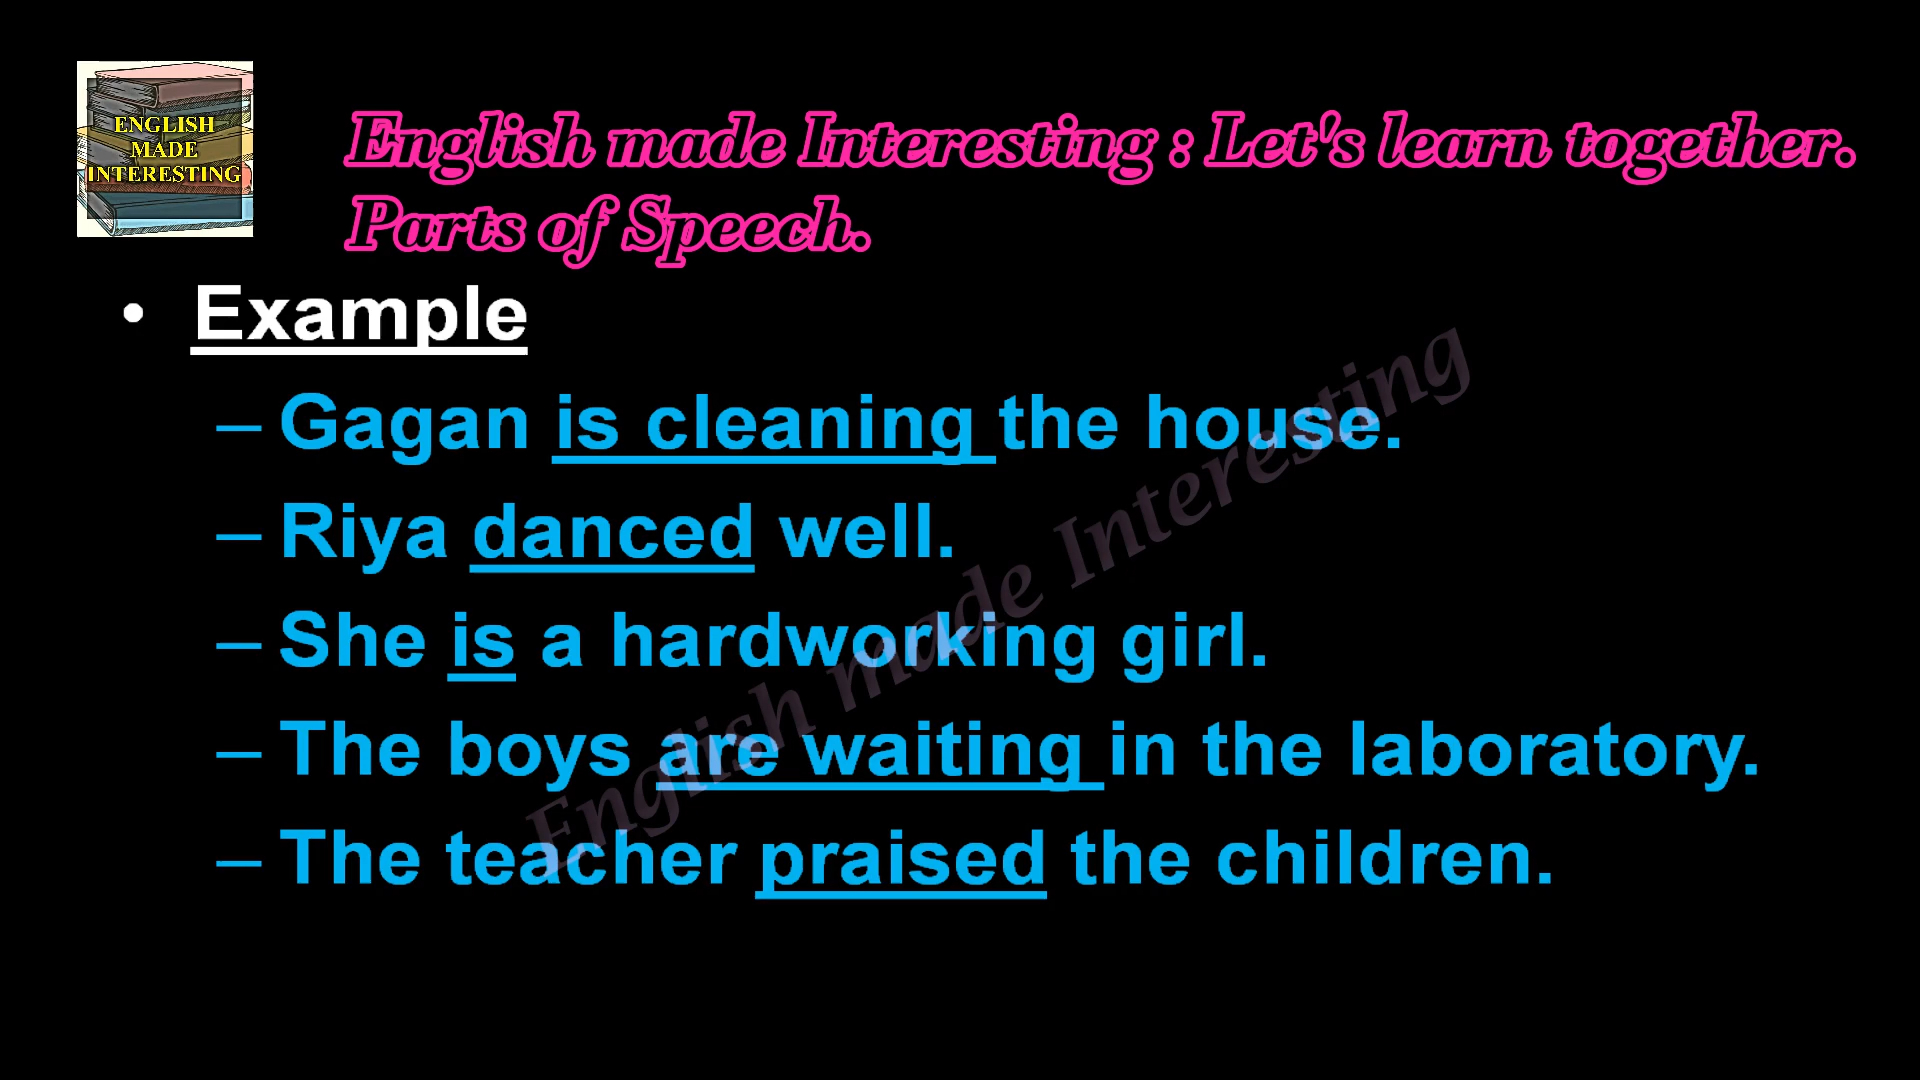 ENGLISH
MADE
INTERESTING
English made Interesting : Let's learn together.
Parts of Speech.
• Example
– Gagan is cleaning the house.
– Riya danced well.
– She is a hardworking girl.
– The boys are waiting in the laboratory.
– The teacher praised the children.
English made Interesting